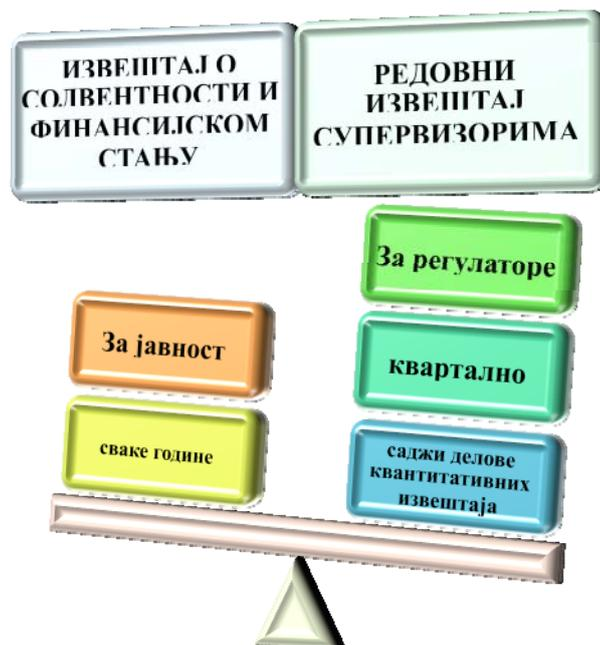 ИЗВЕШТАЈ О
СОЛВЕНТНОСТИ И
ФИНАНСИЈСКОМ
СТАЊУ
РЕДОВНИ
ИЗВЕШТАЈ
СУПЕРВИЗОРИМА
За јавност
сваке године
За регулаторе
квартално
саджи делове
квантитативних
извештаја